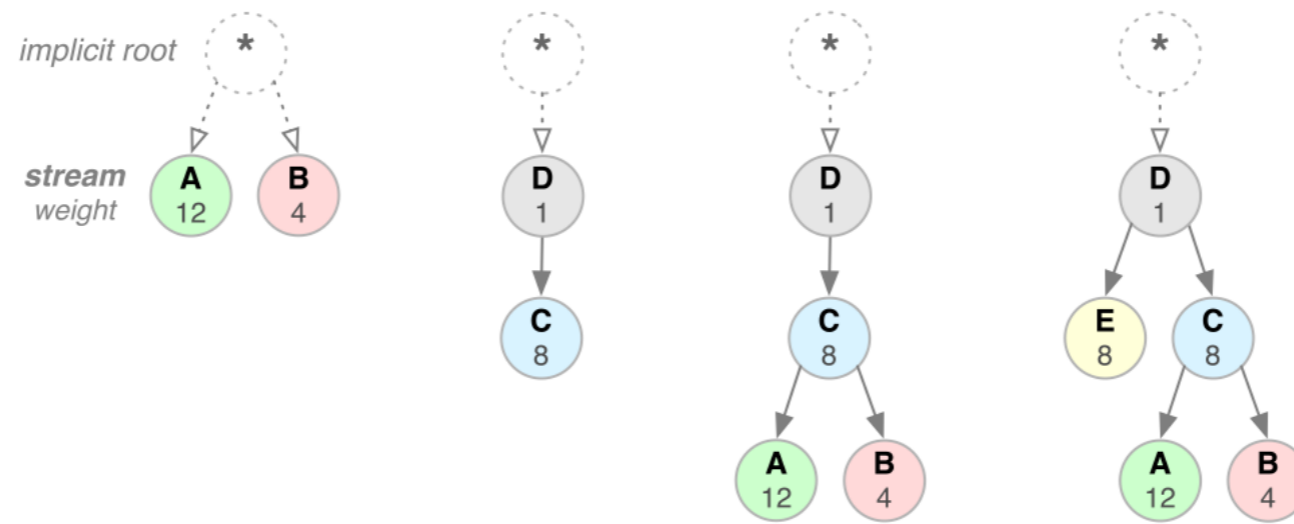 implicit root * * * *
stream A B D D D
weight 12 4 1 1 1
C C E C
8 8 8 8
A B A B
12 4 12 4